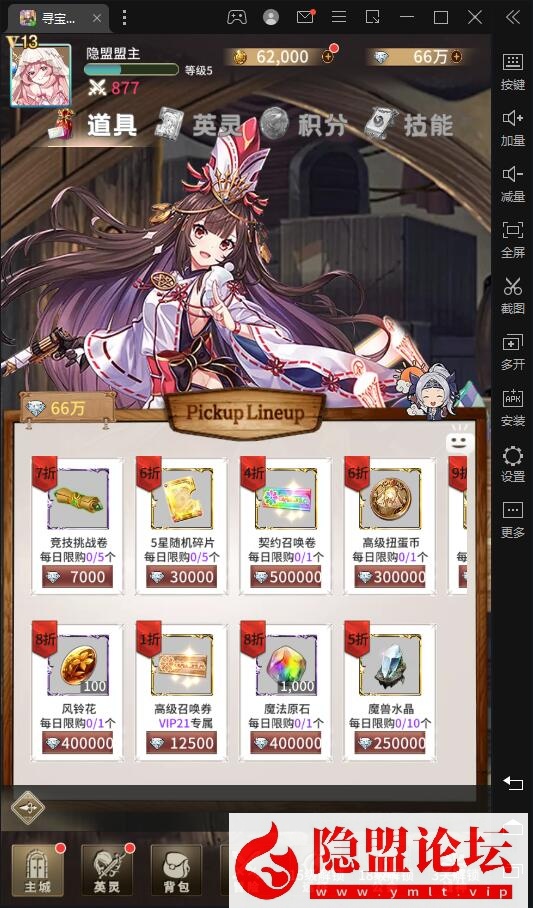 寻宝...
V13
隐盟盟主
等级5
877
62,000
66万
道具
英灵
积分
技能
66万
Pickup Lineup
7折
6折
4折
6折
竞技挑战卷
5星随机碎片
契约召唤卷
高级扭蛋币
每日限购0/5个
每日限购0/5个
每日限购0/1个
每日限购0/1个
7000
30000
500000
300000
8折
1折
8折
5折
100
1,000
风铃花
高级召唤券
魔法原石
魔兽水晶
每日限购0/1个
VIP21专属
每日限购0/1个
每日限购0/10个
400000
12500
400000
250000
主城
英灵
背包
隐盟论坛
www.ymlt.vip
按键
加量
减量
全屏
截图
多开
APK
安装
设置
更多